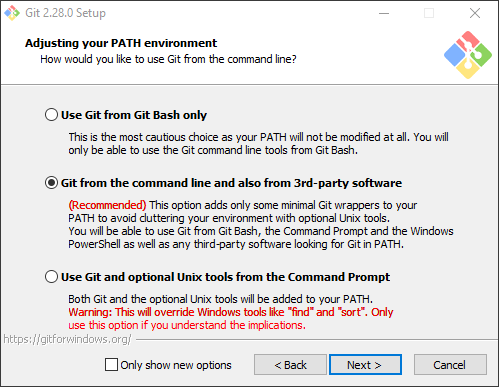 Git 2.28.0 Setup
Adjusting your PATH environment
How would you like to use Git from the command line?
Use Git from Git Bash only
This is the most cautious choice as your PATH will not be modified at all. You will
only be able to use the Git command line tools from Git Bash.
Git from the command line and also from 3rd-party software
(Recommended) This option adds only some minimal Git wrappers to your
PATH to avoid cluttering your environment with optional Unix tools.
You will be able to use Git from Git Bash, the Command Prompt and the Windows
PowerShell as well as any third-party software looking for Git in PATH.
Use Git and optional Unix tools from the Command Prompt
Both Git and the optional Unix tools will be added to your PATH.
Warning: This will override Windows tools like "find" and "sort". Only
use this option if you understand the implications.
https://gitforwindows.org/
Only show new options
< Back
Next >
Cancel